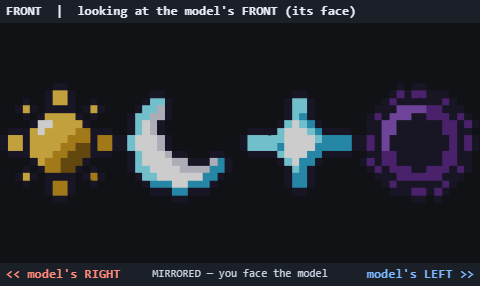 FRONT  |  looking at the model's FRONT (its face)
<< model's RIGHT
MIRRORED — you face the model
model's LEFT >>